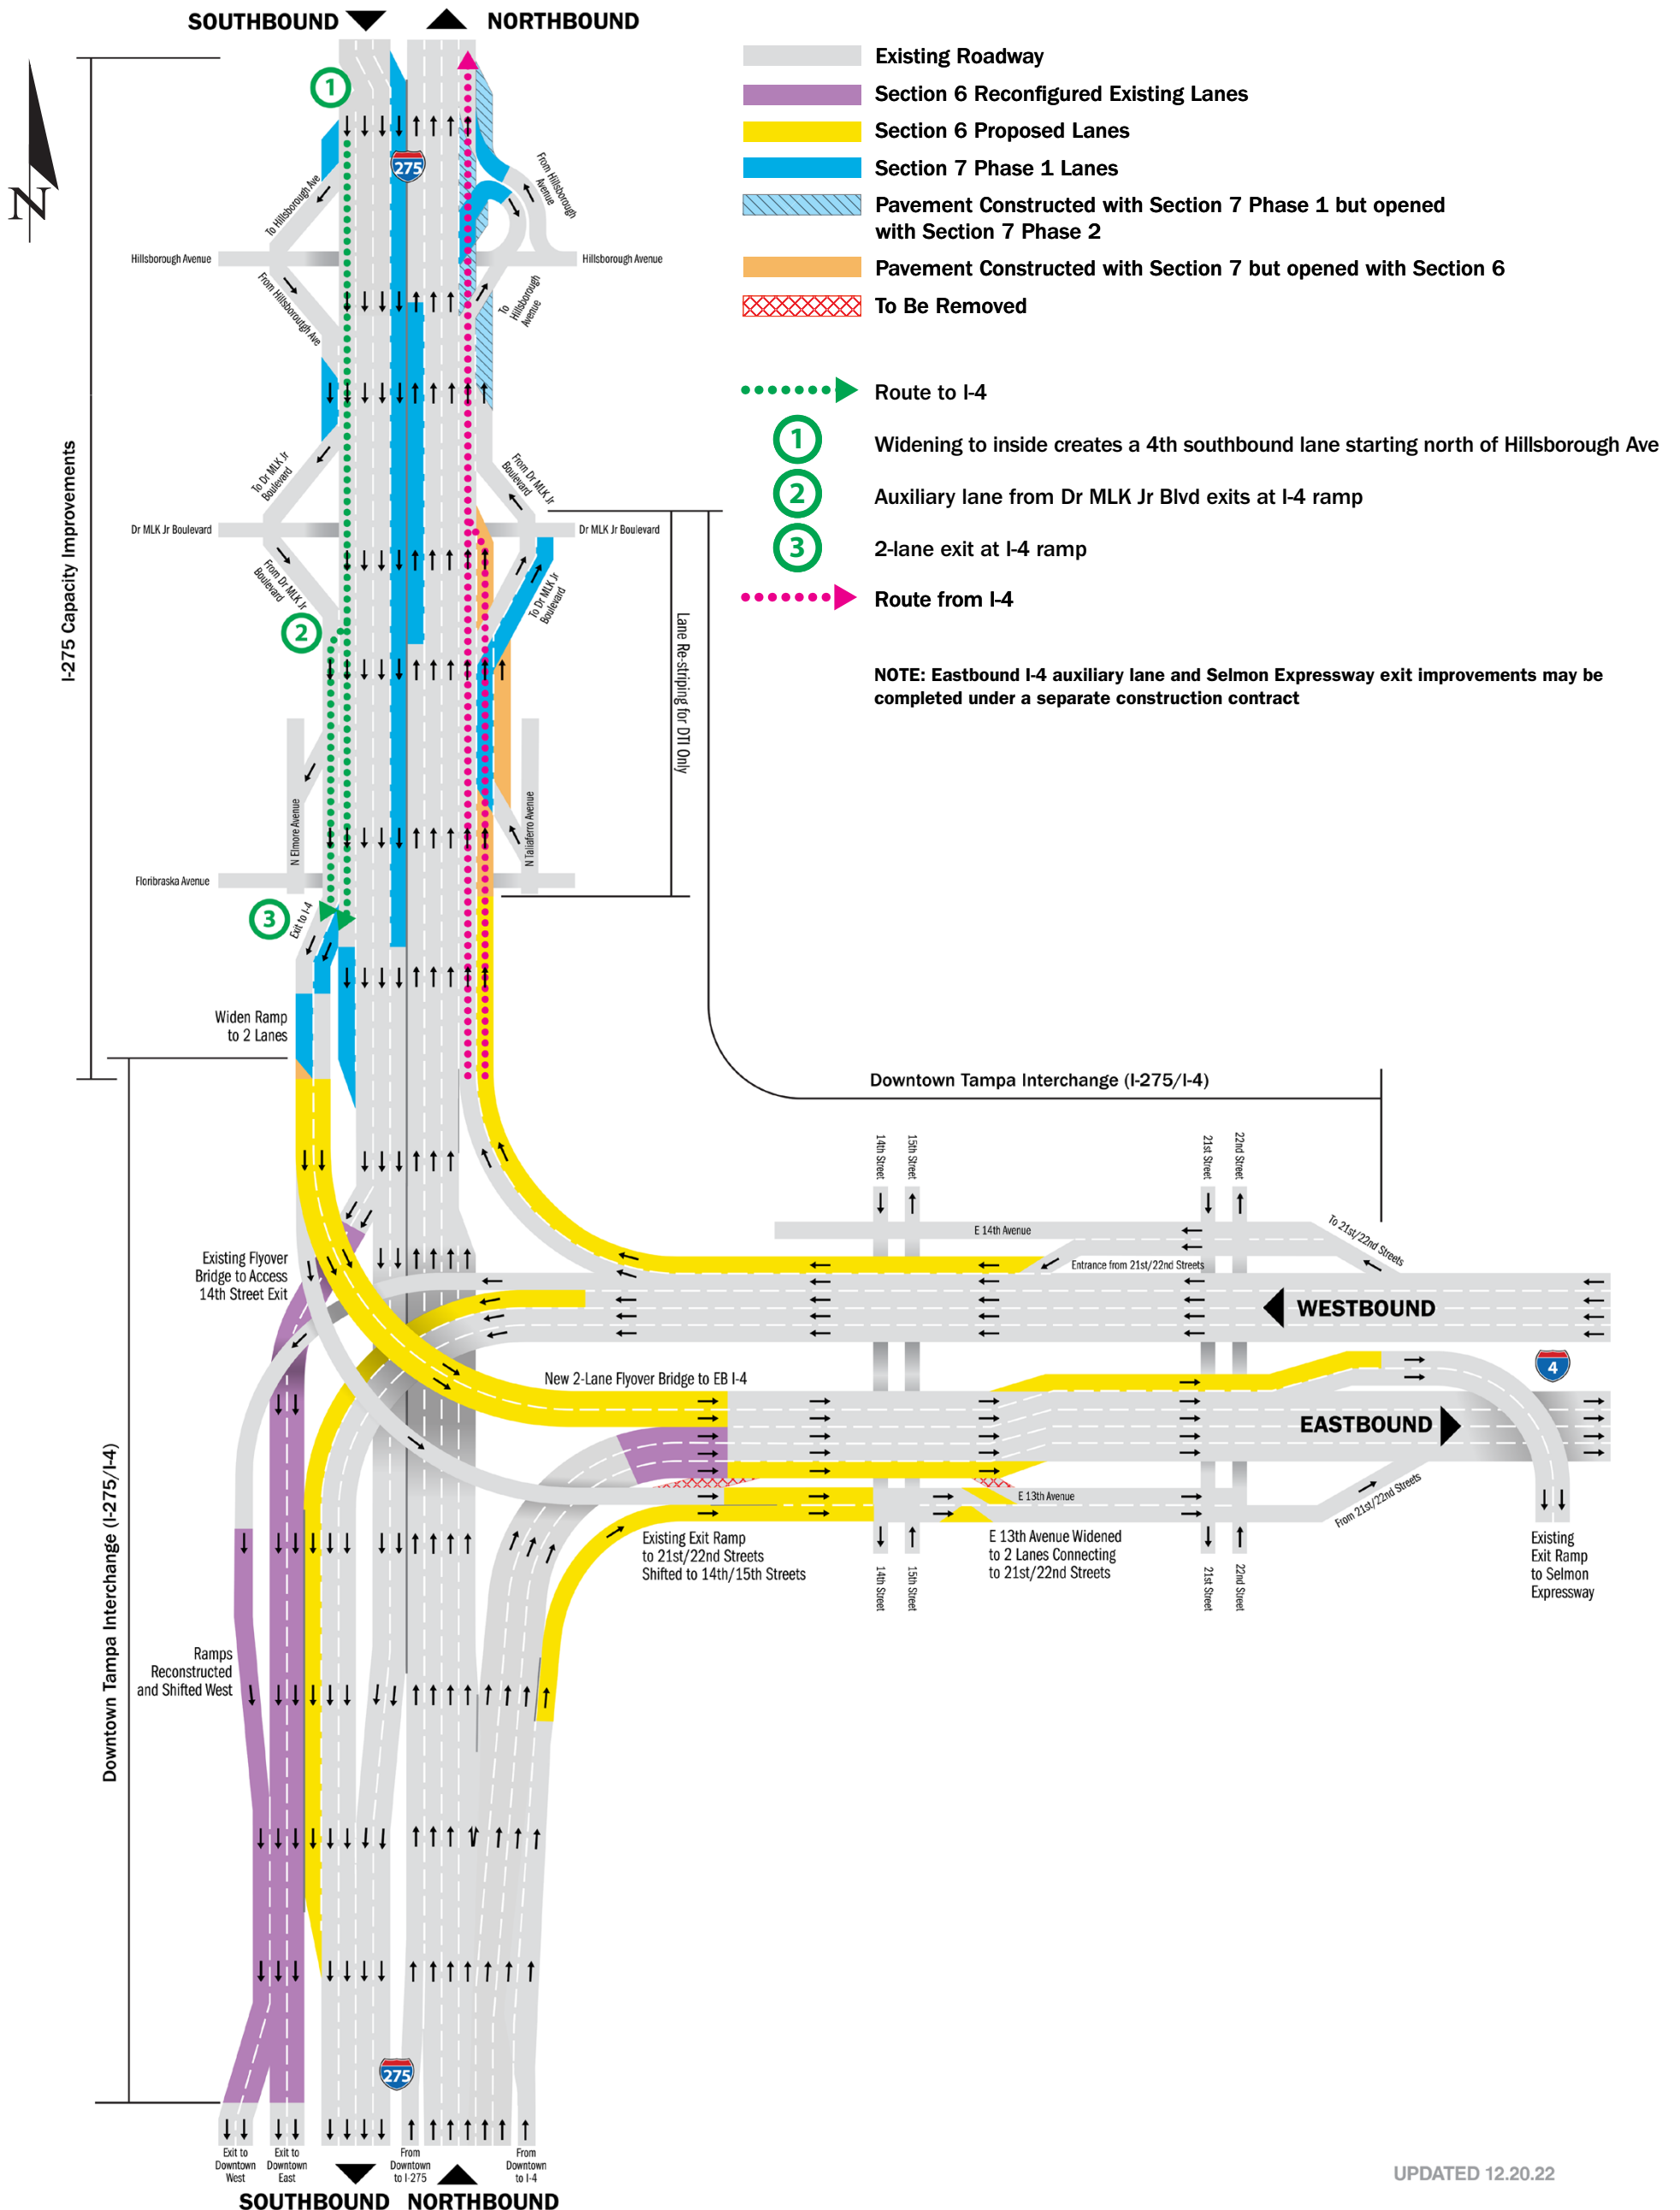 SOUTHBOUND
NORTHBOUND
Existing Roadway
Section 6 Reconfigured Existing Lanes
Section 6 Proposed Lanes
Section 7 Phase 1 Lanes
Pavement Constructed with Section 7 Phase 1 but opened
with Section 7 Phase 2
Pavement Constructed with Section 7 but opened with Section 6
To Be Removed
Route to I-4
1
Widening to inside creates a 4th southbound lane starting north of Hillsborough Ave
2
Auxiliary lane from Dr MLK Jr Blvd exits at I-4 ramp
3
2-lane exit at I-4 ramp
Route from I-4
NOTE: Eastbound I-4 auxiliary lane and Selmon Expressway exit improvements may be
completed under a separate construction contract
N
1
275
To Hillsborough Ave
From Hillsborough
Avenue
Hillsborough Avenue
Hillsborough Avenue
From Hillsborough Ave
To
Hillsborough
Avenue
I-275 Capacity Improvements
To Dr MLK Jr
Boulevard
From Dr MLK Jr
Boulevard
Dr MLK Jr Boulevard
Dr MLK Jr Boulevard
From Dr MLK Jr
Boulevard
To Dr MLK Jr
Boulevard
2
Lane Re-striping for DTI Only
N Elmore Avenue
N Taliaferro Avenue
Floribraska Avenue
3
Exit to I-4
Widen Ramp
to 2 Lanes
Downtown Tampa Interchange (I-275/I-4)
14th Street
15th Street
21st Street
22nd Street
E 14th Avenue
To 21st/22nd Streets
Entrance from 21st/22nd Streets
Existing Flyover
Bridge to Access
14th Street Exit
WESTBOUND
4
New 2-Lane Flyover Bridge to EB I-4
EASTBOUND
E 13th Avenue
From 21st/22nd Streets
Existing Exit Ramp
to 21st/22nd Streets
Shifted to 14th/15th Streets
E 13th Avenue Widened
to 2 Lanes Connecting
to 21st/22nd Streets
Existing
Exit Ramp
to Selmon
Expressway
14th Street
15th Street
21st Street
22nd Street
Downtown Tampa Interchange (I-275/I-4)
Ramps
Reconstructed
and Shifted West
275
Exit to
Downtown
West
Exit to
Downtown
East
From
Downtown
to I-275
From
Downtown
to I-4
SOUTHBOUND
NORTHBOUND
UPDATED 12.20.22